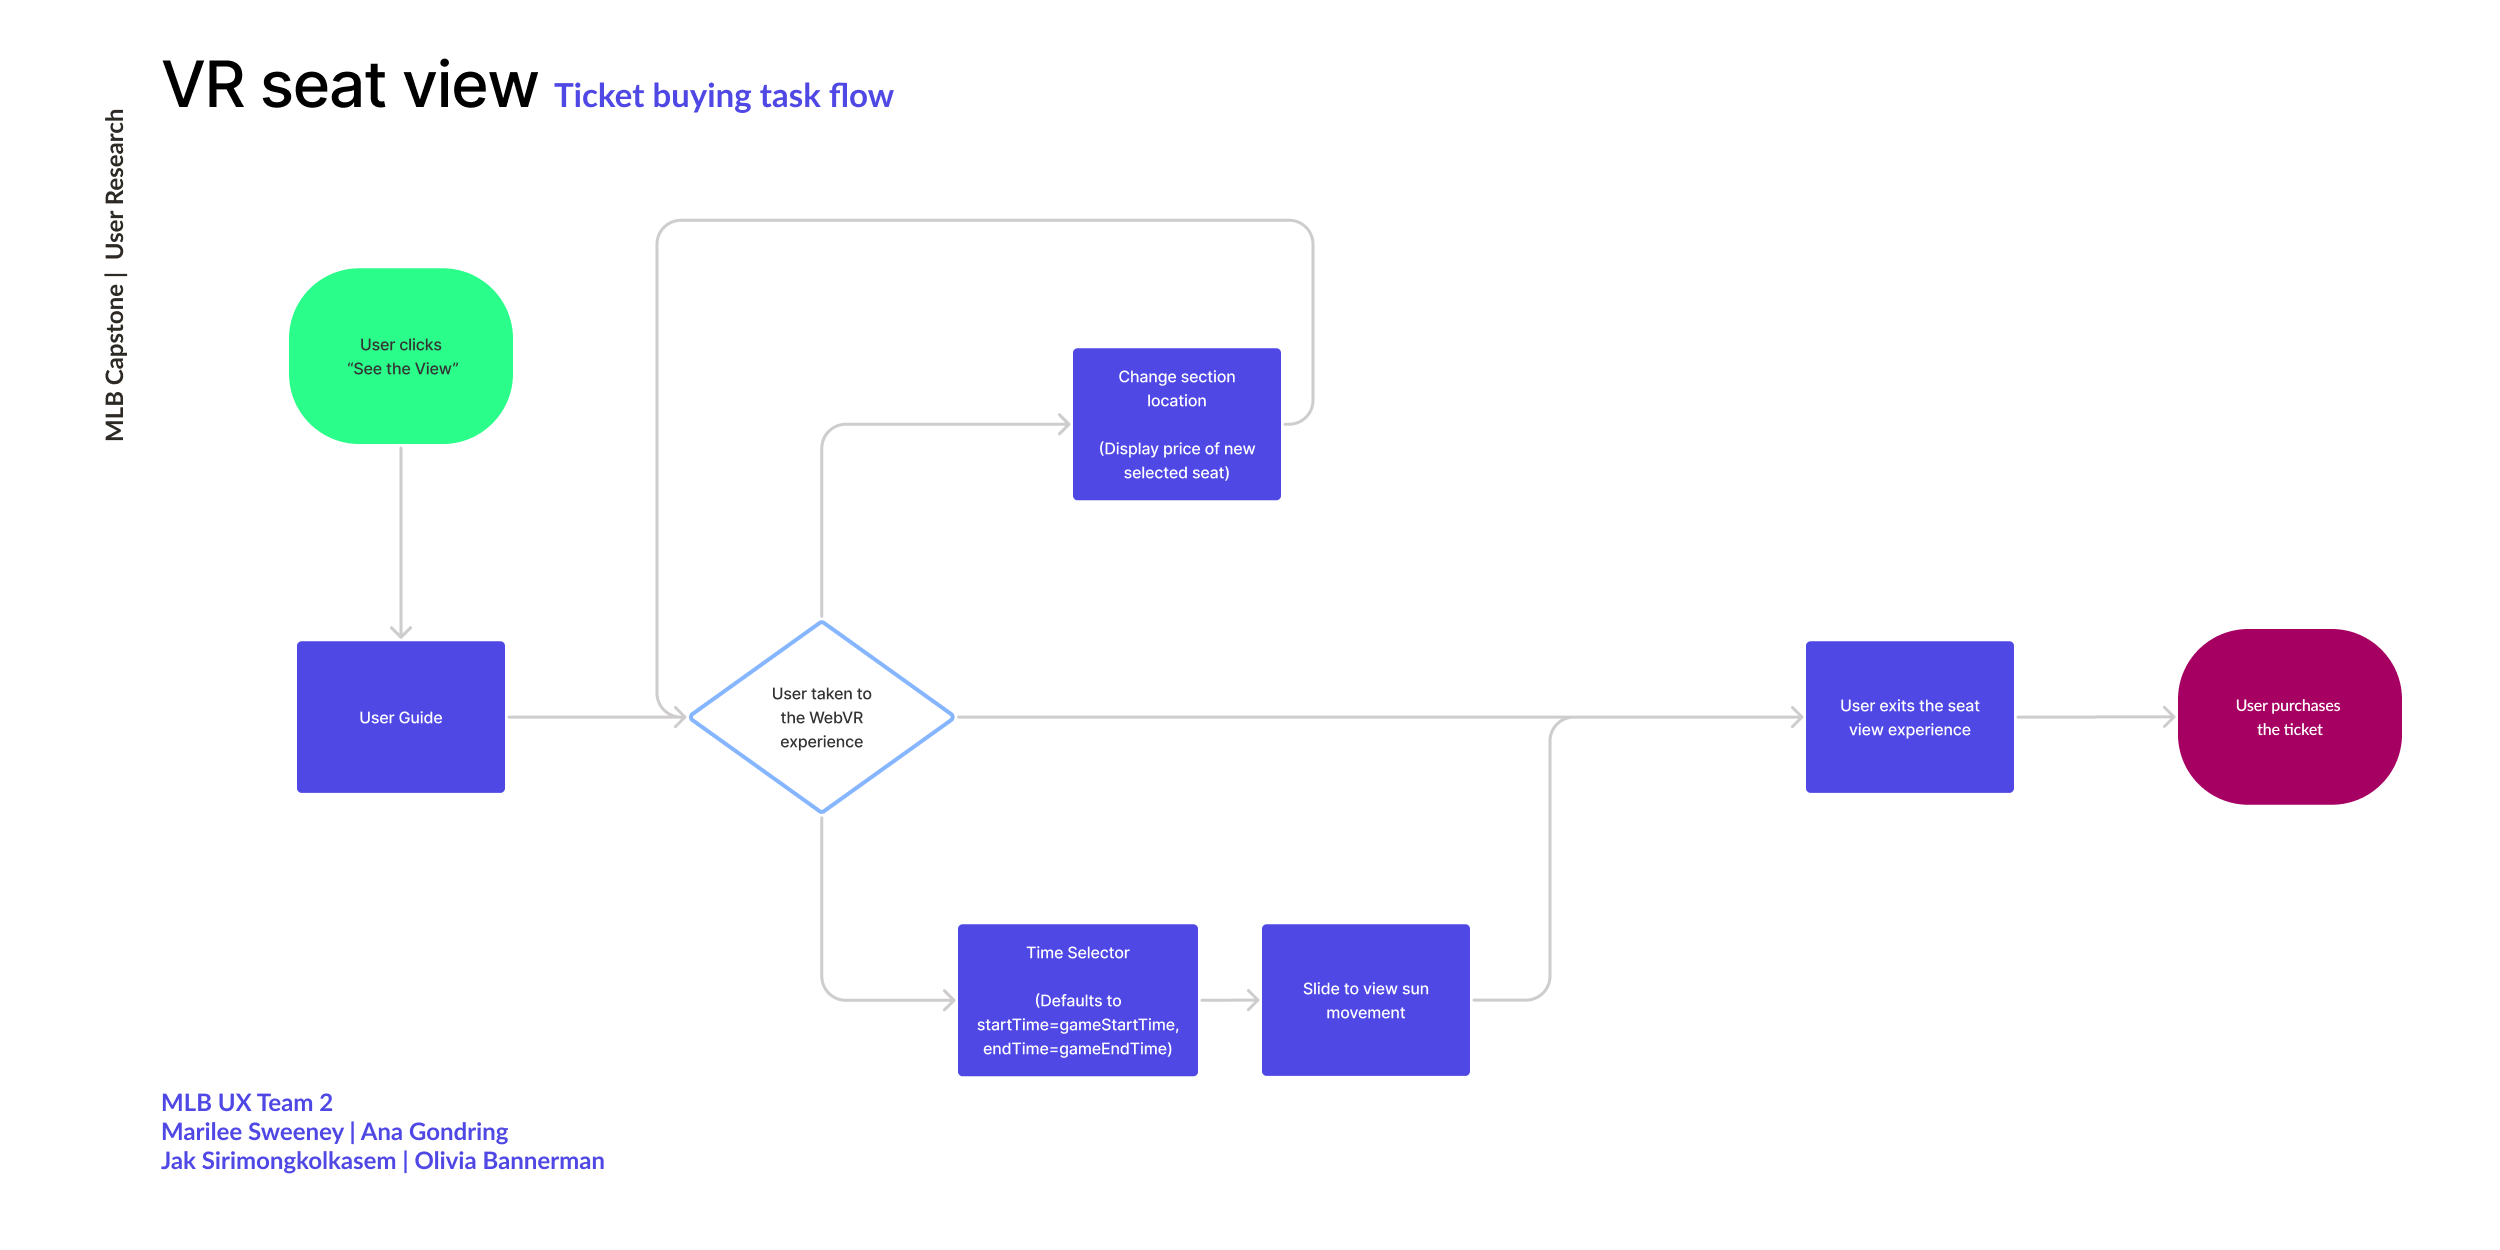 VR seat view Ticket buying task flow
MLB Capstone | User Research
User clicks
“See the View”
Change section
location
(Display price of new
selected seat)
User Guide
User taken to
the WebVR
experience
User exits the seat
view experience
User purchases
the ticket
Time Selector
(Defaults to
startTime=gameStartTime,
endTime=gameEndTime)
Slide to view sun
movement
MLB UX Team 2
Marilee Sweeney | Ana Gondring
Jak Sirimongkolkasem | Olivia Bannerman